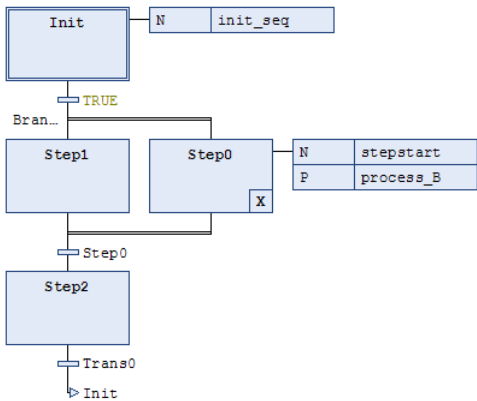 Init
N init_seq
TRUE
Bran...
Step1
Step0
N stepstart
P process_B
X
Step0
Step2
Trans0
Init